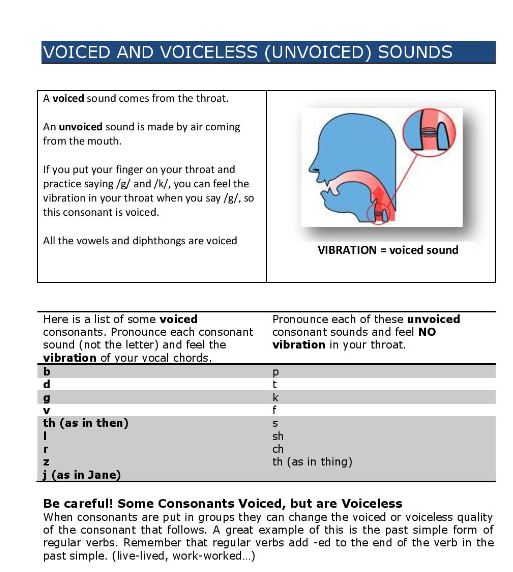 VOICED AND VOICELESS (UNVOICED) SOUNDS
A voiced sound comes from the throat.
An unvoiced sound is made by air coming
from the mouth.
If you put your finger on your throat and
practice saying /g/ and /k/, you can feel the
vibration in your throat when you say /g/, so
this consonant is voiced.
All the vowels and diphthongs are voiced
VIBRATION = voiced sound
Here is a list of some voiced
consonants. Pronounce each consonant
sound (not the letter) and feel the
vibration of your vocal chords.
Pronounce each of these unvoiced
consonant sounds and feel NO
vibration in your throat.
b p
d t
g k
v f
th (as in then) s
l sh
r ch
z th (as in thing)
j (as in Jane)
Be careful! Some Consonants Voiced, but are Voiceless
When consonants are put in groups they can change the voiced or voiceless quality
of the consonant that follows. A great example of this is the past simple form of
regular verbs. Remember that regular verbs add -ed to the end of the verb in the
past simple. (live-lived, work-worked...)